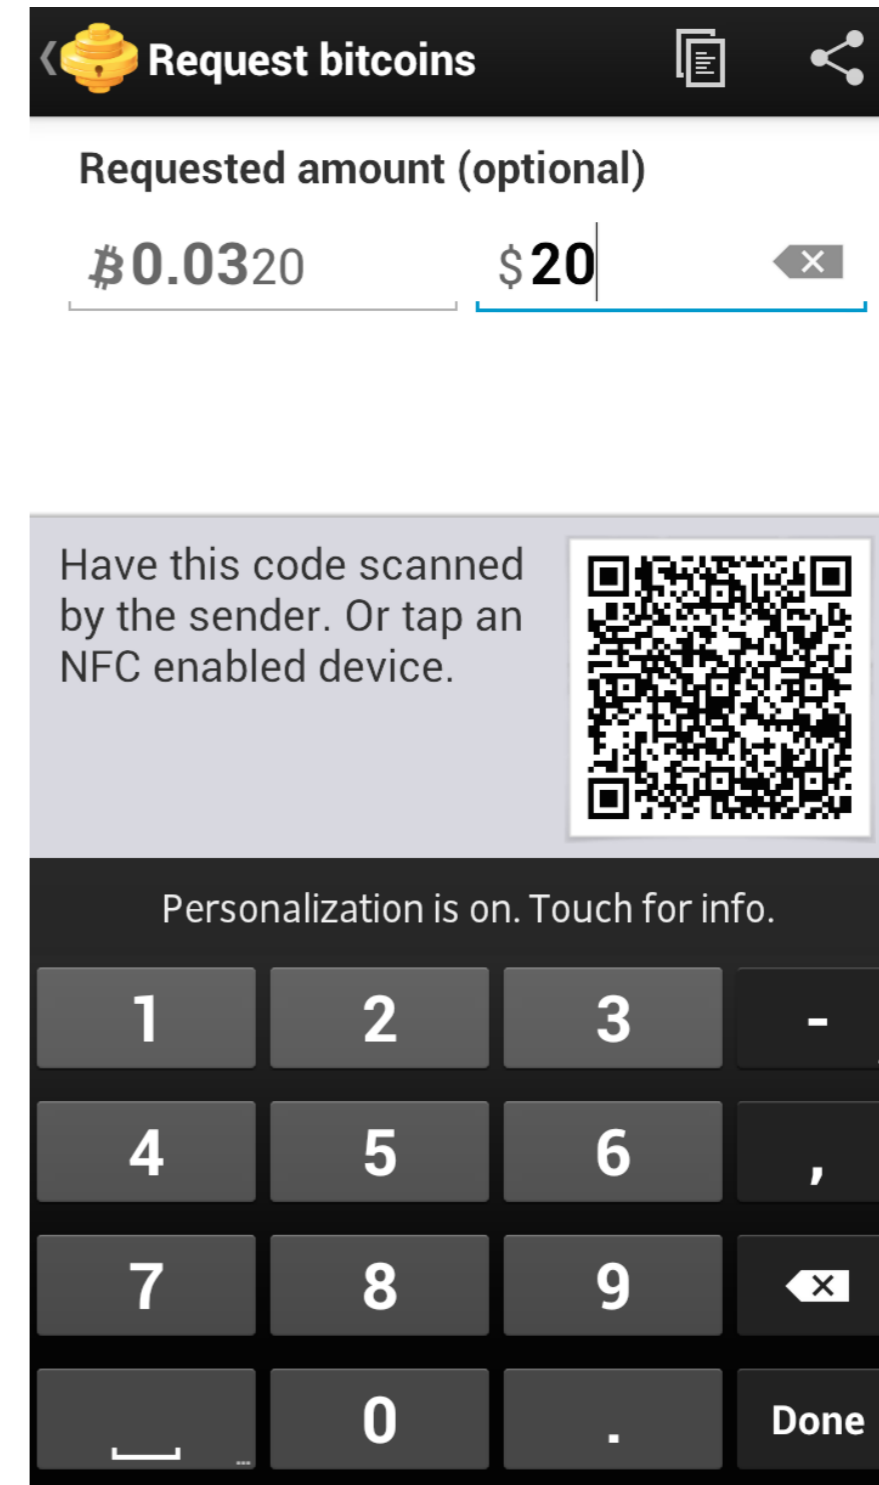 Request bitcoins
Requested amount (optional)
₿0.0320 $20
Have this code scanned
by the sender. Or tap an
NFC enabled device.
Personalization is on. Touch for info.
1 2 3 -
4 5 6 ,
7 8 9
0 .
Done